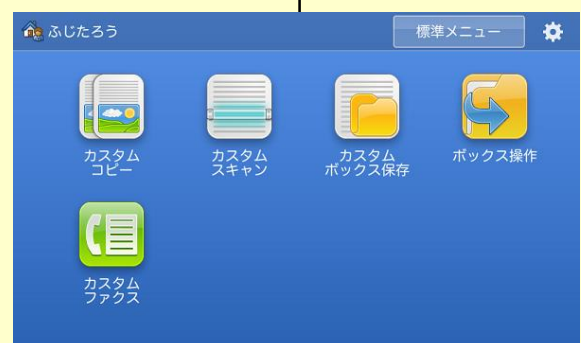 ふじたろう
標準メニュー
カスタム
コピー
カスタム
スキャン
カスタム
ボックス保存
ボックス操作
カスタム
ファクス